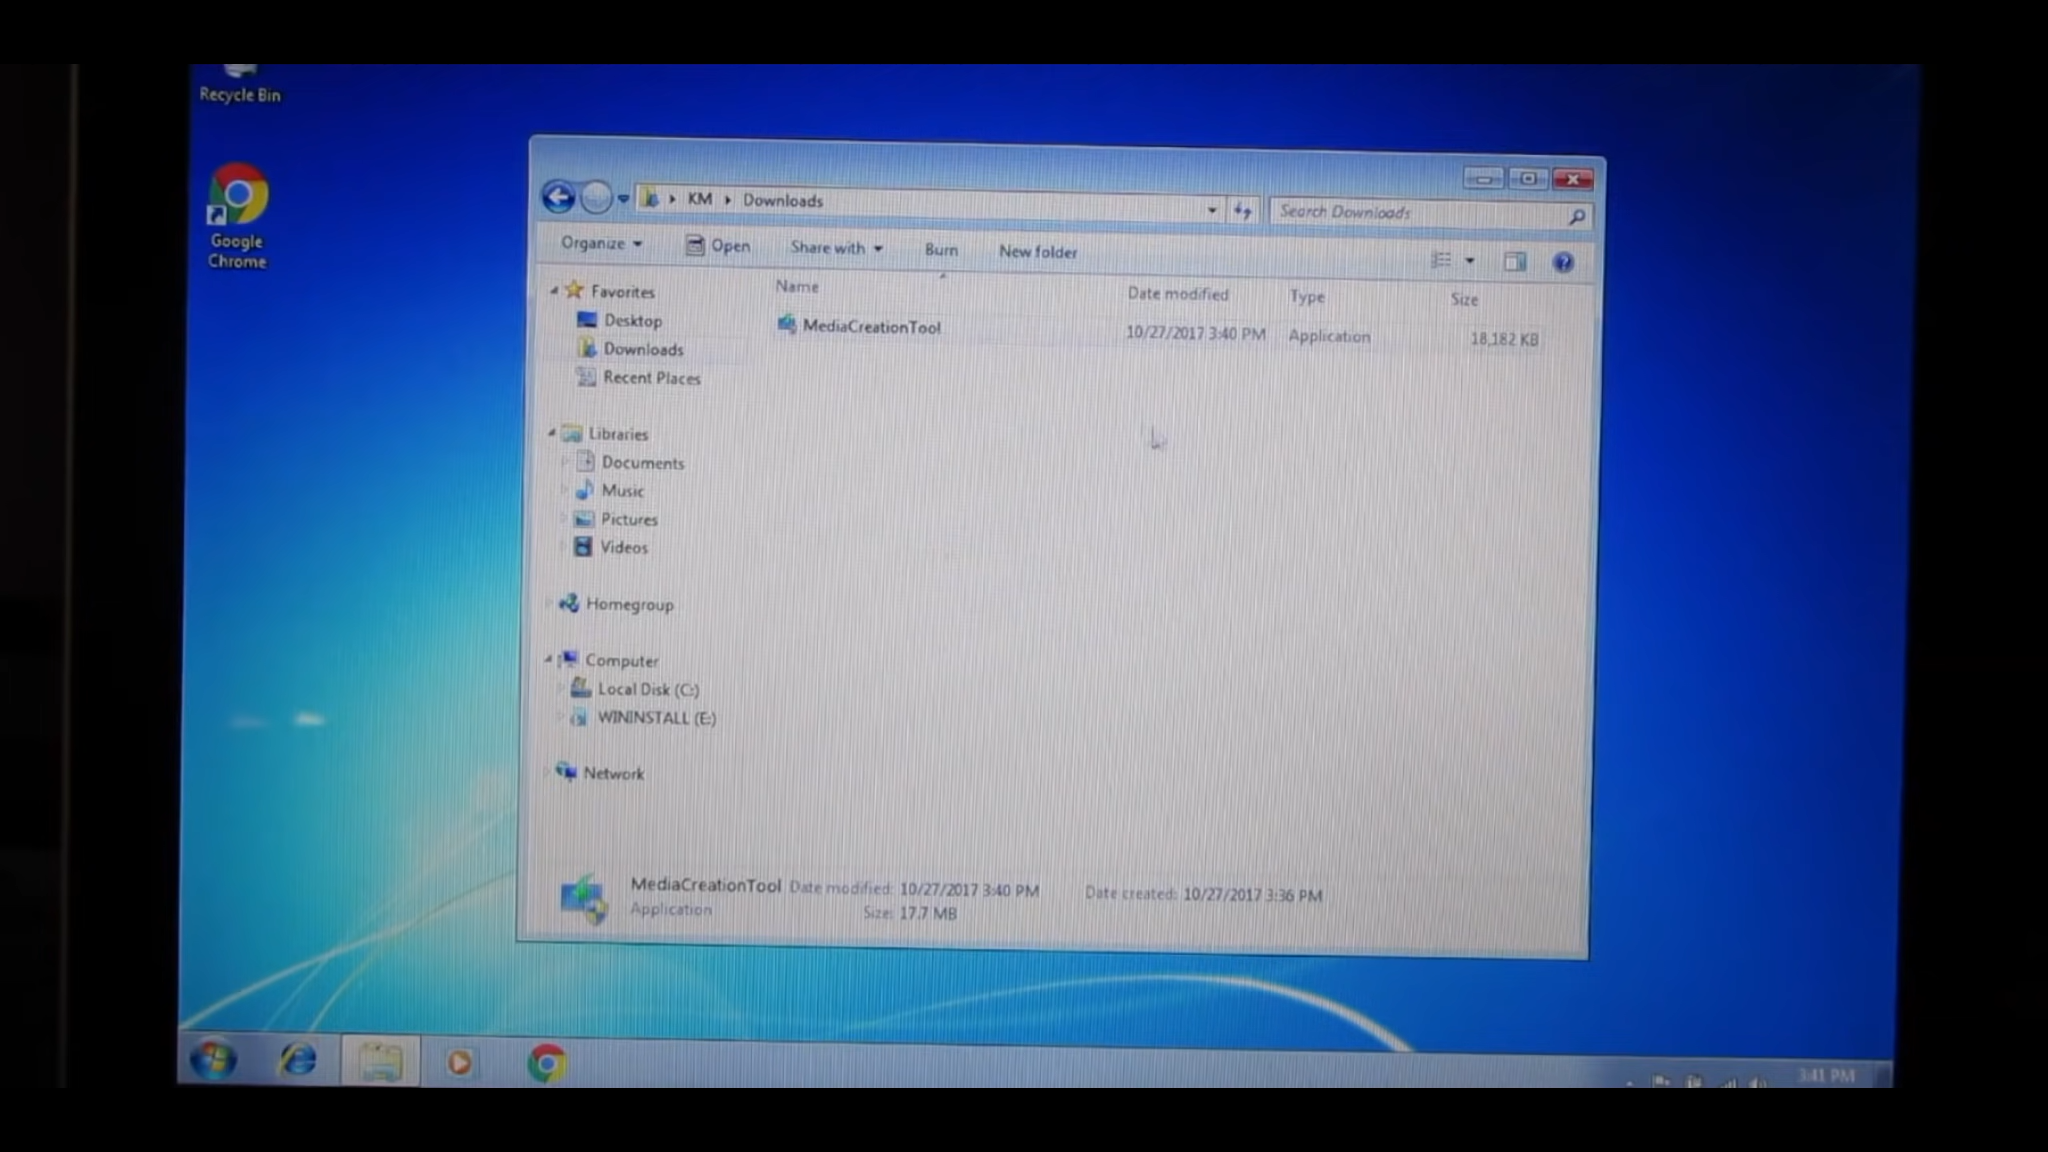 Recycle Bin
Google
Chrome
KM
Downloads
Search Downloads
Organize
Open
Share with
Burn
New folder
Name
Date modified
Type
Size
MediaCreationTool
10/27/2017 3:40 PM
Application
18,182 KB
Favorites
Desktop
Downloads
Recent Places
Libraries
Documents
Music
Pictures
Videos
Homegroup
Computer
Local Disk (C:)
WININSTALL (E:)
Network
MediaCreationTool Date modified: 10/27/2017 3:40 PM
Date created: 10/27/2017 3:36 PM
Application
Size: 17.7 MB
3:41 PM